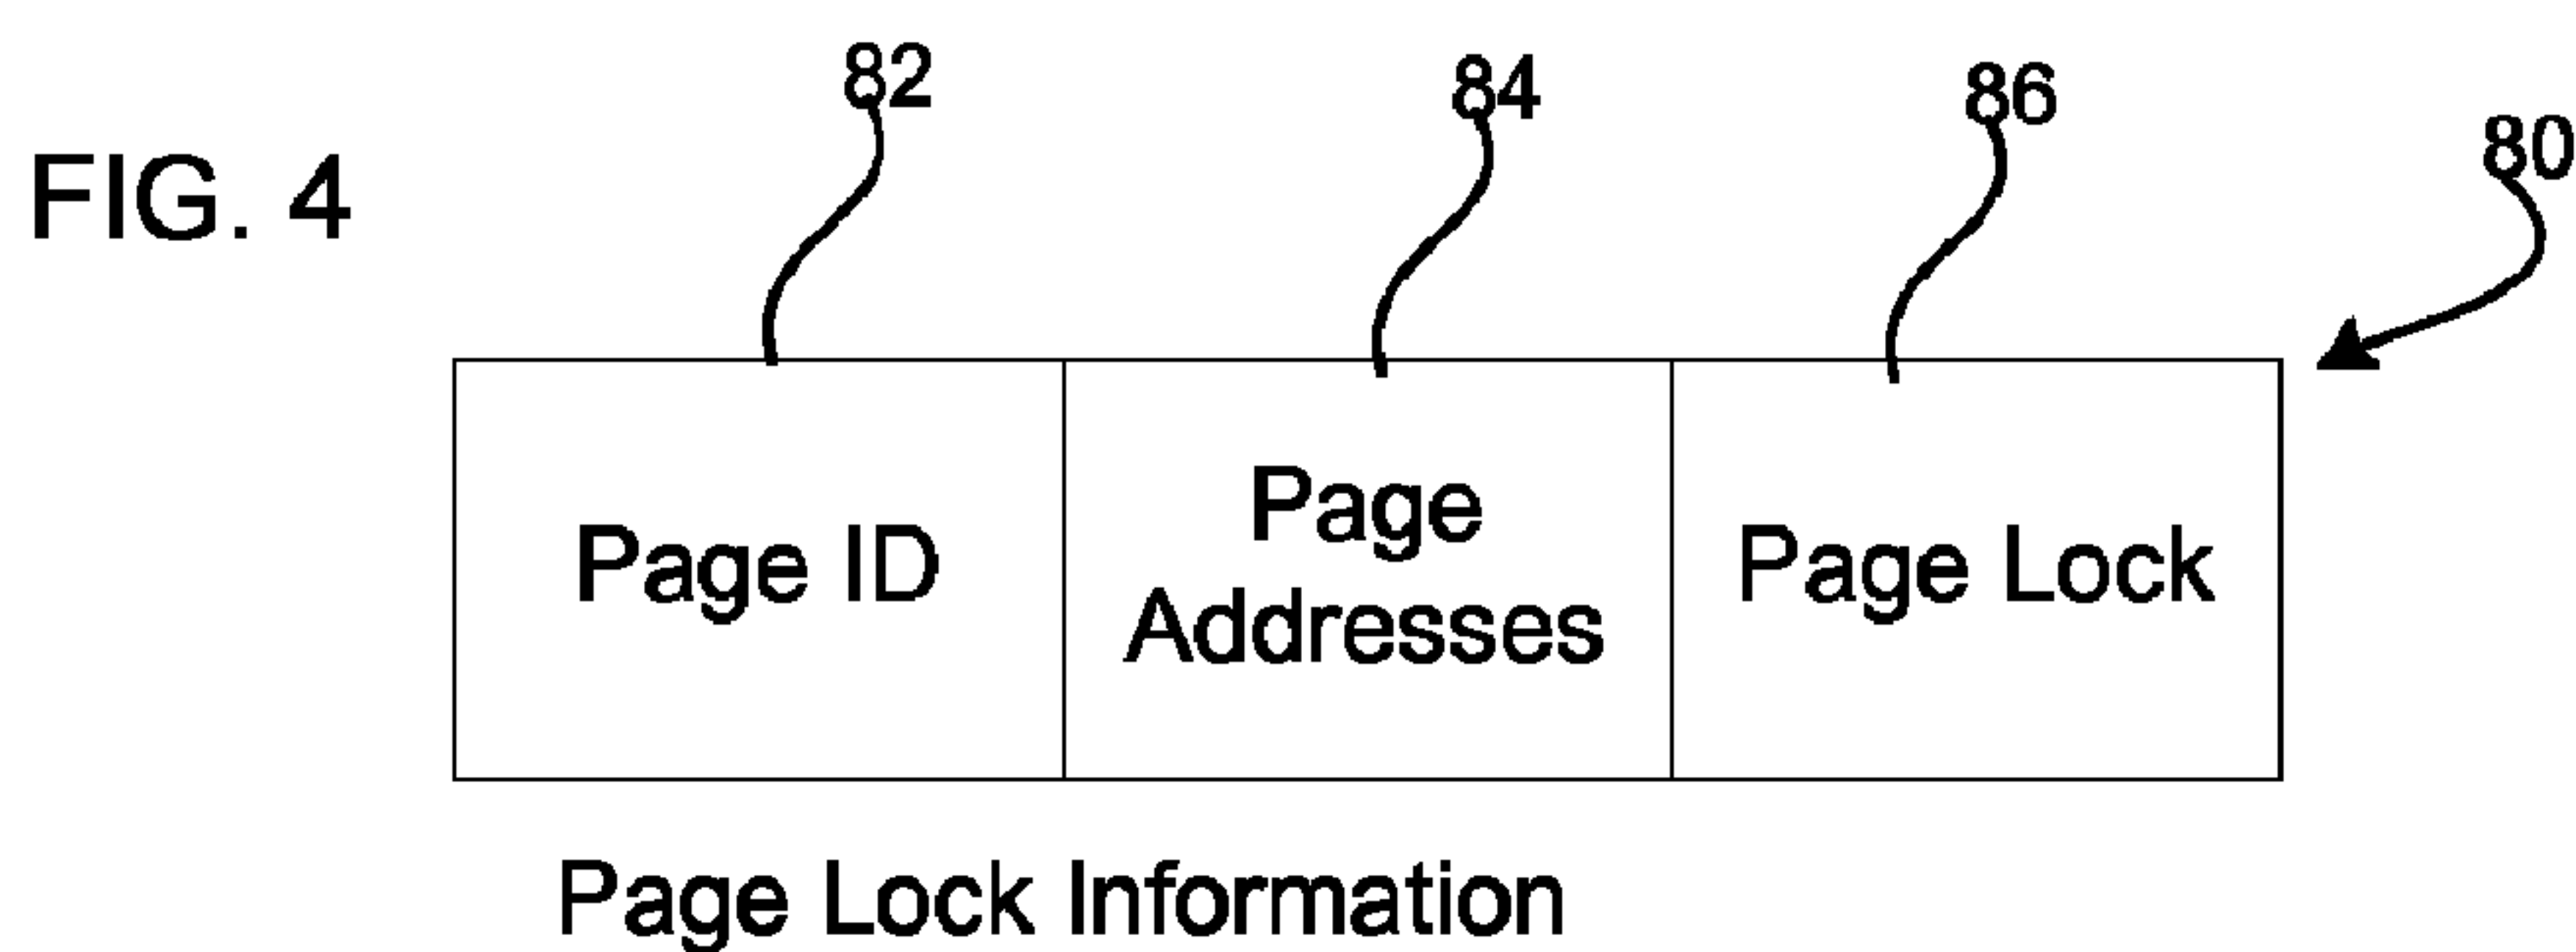 82
84
86
80
FIG. 4
Page ID
Page
Addresses
Page Lock
Page Lock Information